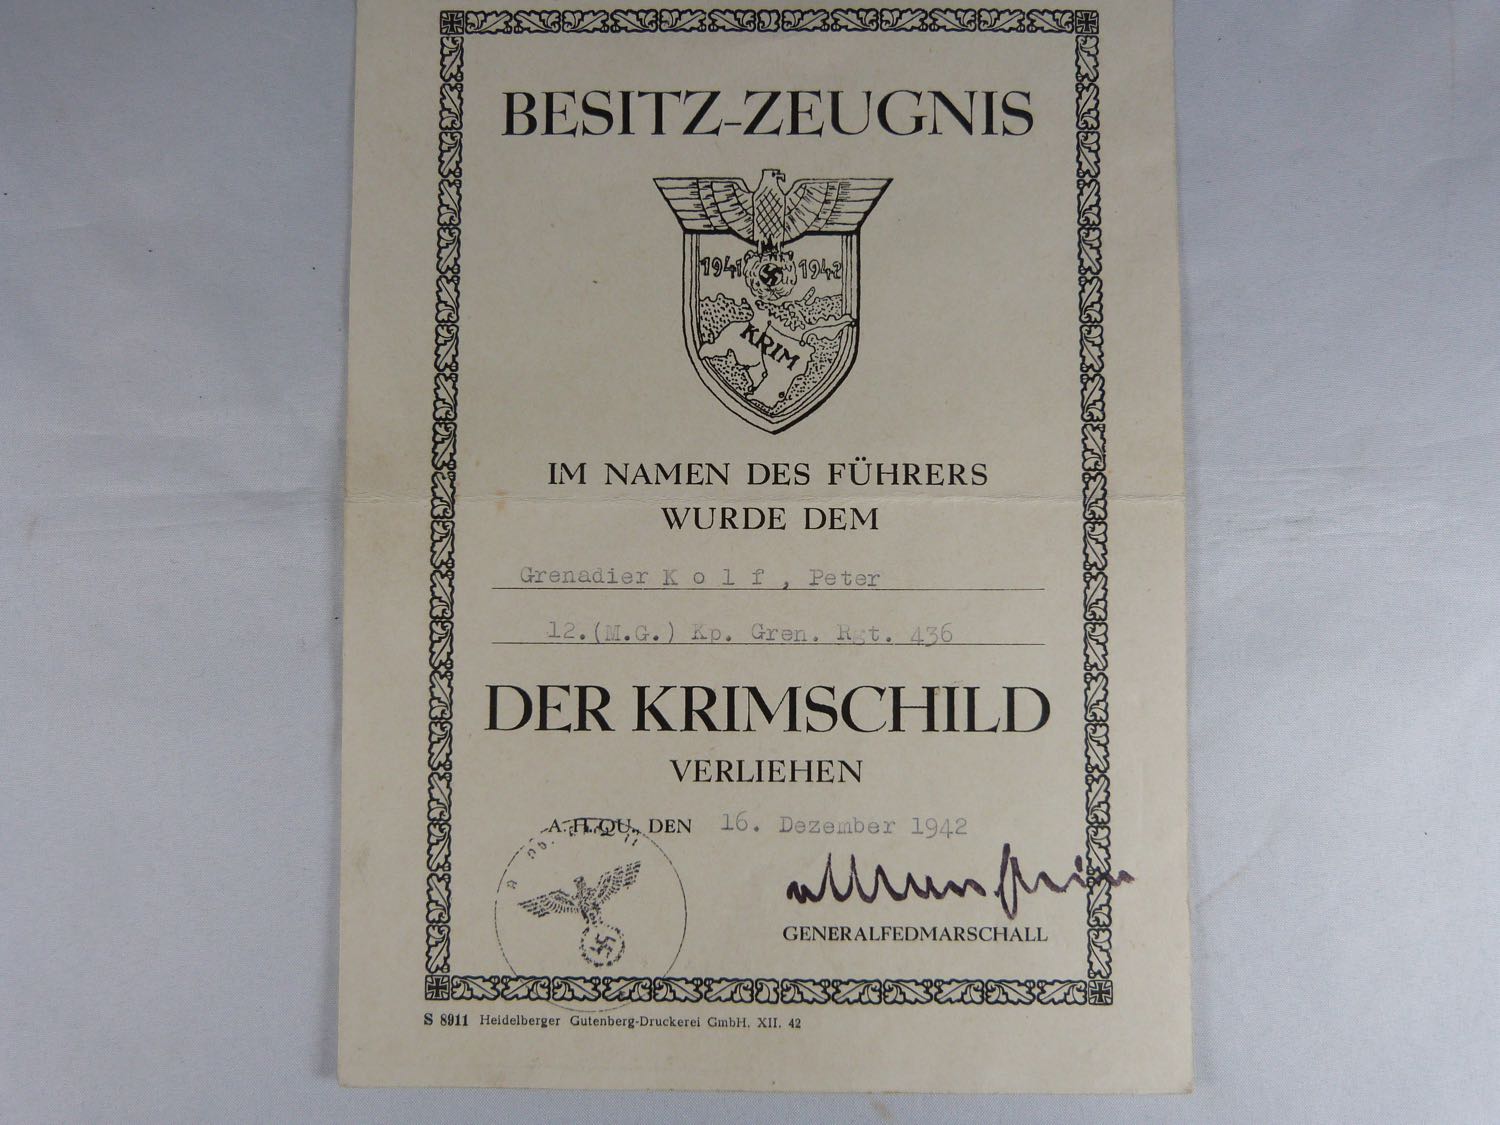 BESITZ-ZEUGNIS
1941 1942
KRIM
IM NAMEN DES FÜHRERS
WURDE DEM
Grenadier K o l f , Peter
12.(M.G.) Kp. Gren. Rgt. 436
DER KRIMSCHILD
VERLIEHEN
A. H. QU., DEN 16. Dezember 1942
GENERALFEDMARSCHALL
S 8911 Heidelberger Gutenberg-Druckerei GmbH. XII. 42